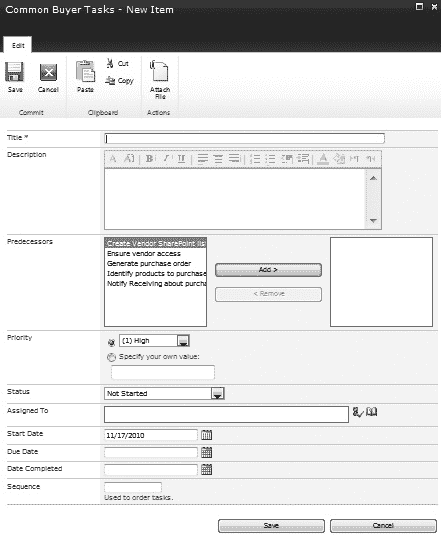 Common Buyer Tasks - New Item
Edit
Save
Cancel
Paste
Cut
Copy
Attach
File
Commit
Clipboard
Actions
Title *
Description
B I U
Predecessors
Create Vendor SharePoint lis
Ensure vendor access
Generate purchase order
Identify products to purchase
Notify Receiving about purcha
Add >
< Remove
Priority
(1) High
Specify your own value:
Status
Not Started
Assigned To
Start Date
11/17/2010
Due Date
Date Completed
Sequence
Used to order tasks.
Save
Cancel